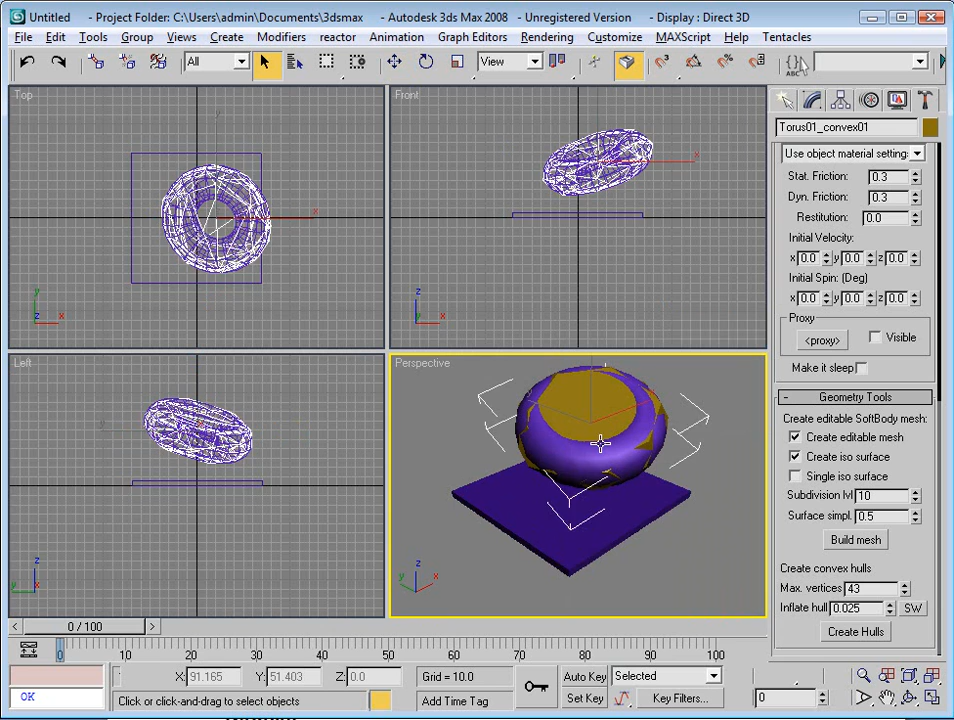 Untitled - Project Folder: C:\Users\admin\Documents\3dsmax - Autodesk 3ds Max 2008 - Unregistered Version - Display : Direct 3D
File Edit Tools Group Views Create Modifiers reactor Animation Graph Editors Rendering Customize MAXScript Help Tentacles
All View ABC
Top Front
Torus01_convex01
Use object material setting:
Stat. Friction: 0.3
Dyn. Friction: 0.3
Restitution: 0.0
Initial Velocity:
x 0.0 y 0.0 z 0.0
Initial Spin: (Deg)
x 0.0 y 0.0 z 0.0
Proxy
<proxy> Visible
Make it sleep
Left Perspective
- Geometry Tools
Create editable SoftBody mesh:
Create editable mesh
Create iso surface
Single iso surface
Subdivision lvl 10
Surface simpl. 0.5
Build mesh
Create convex hulls
Max. vertices 43
Inflate hull 0.025 SW
Create Hulls
x y z
x y z
x y z
x y z
x
x
y
< 0 / 100 >
0 10 20 30 40 50 60 70 80 90 100
X: 91.165 Y: 51.403 Z: 0.0 Grid = 10.0 Auto Key Selected
OK Click or click-and-drag to select objects Add Time Tag Set Key Key Filters... 0